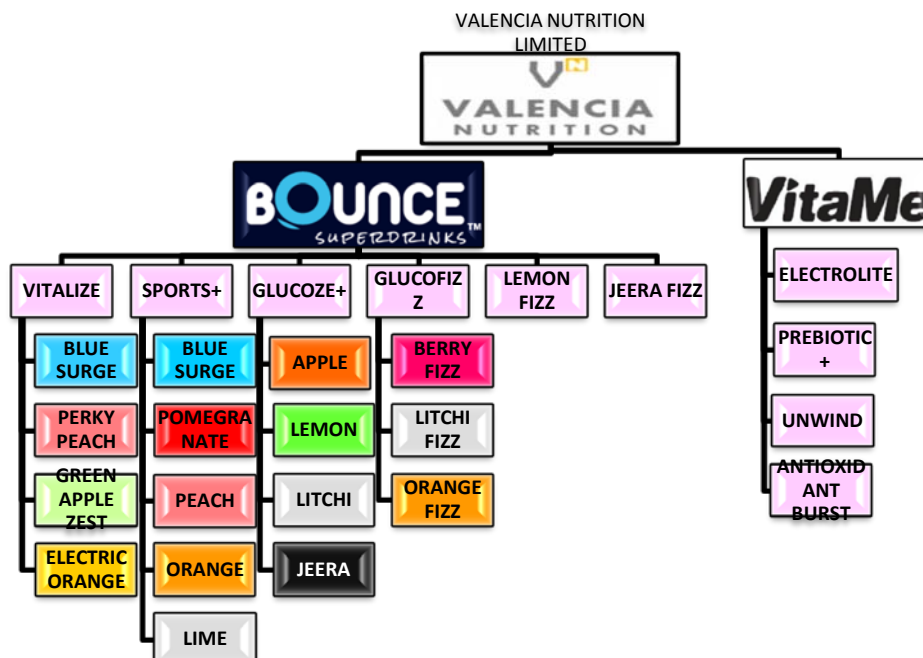 VALENCIA NUTRITION
LIMITED
VN
VALENCIA
NUTRITION
BOUNCE
SUPERDRINKS™
VitaMe
VITALIZE
SPORTS+
GLUCOZE+
GLUCOFIZ
Z
LEMON
FIZZ
JEERA FIZZ
ELECTROLITE
PREBIOTIC
+
UNWIND
ANTIOXID
ANT
BURST
BLUE
SURGE
PERKY
PEACH
GREEN
APPLE
ZEST
ELECTRIC
ORANGE
BLUE
SURGE
POMEGRA
NATE
PEACH
ORANGE
LIME
APPLE
LEMON
LITCHI
JEERA
BERRY
FIZZ
LITCHI
FIZZ
ORANGE
FIZZ